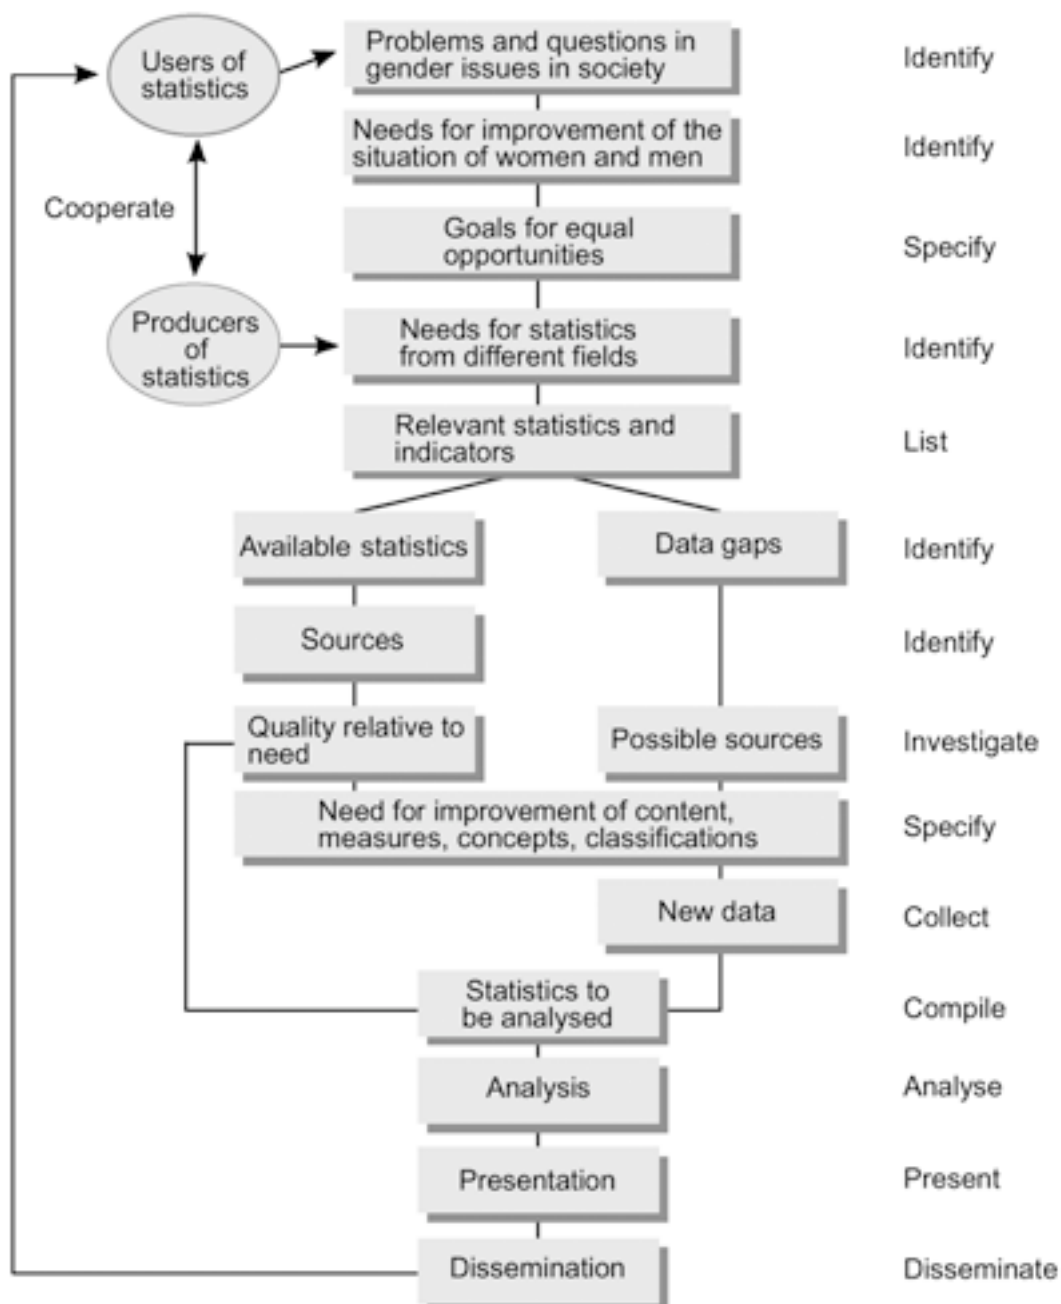 Users of
statistics
Problems and questions in
gender issues in society
Identify
Needs for improvement of the
situation of women and men
Identify
Cooperate
Goals for equal
opportunities
Specify
Producers
of
statistics
Needs for statistics
from different fields
Identify
Relevant statistics and
indicators
List
Available statistics
Data gaps
Identify
Sources
Identify
Quality relative to
need
Possible sources
Investigate
Need for improvement of content,
measures, concepts, classifications
Specify
New data
Collect
Statistics to
be analysed
Compile
Analysis
Analyse
Presentation
Present
Dissemination
Disseminate